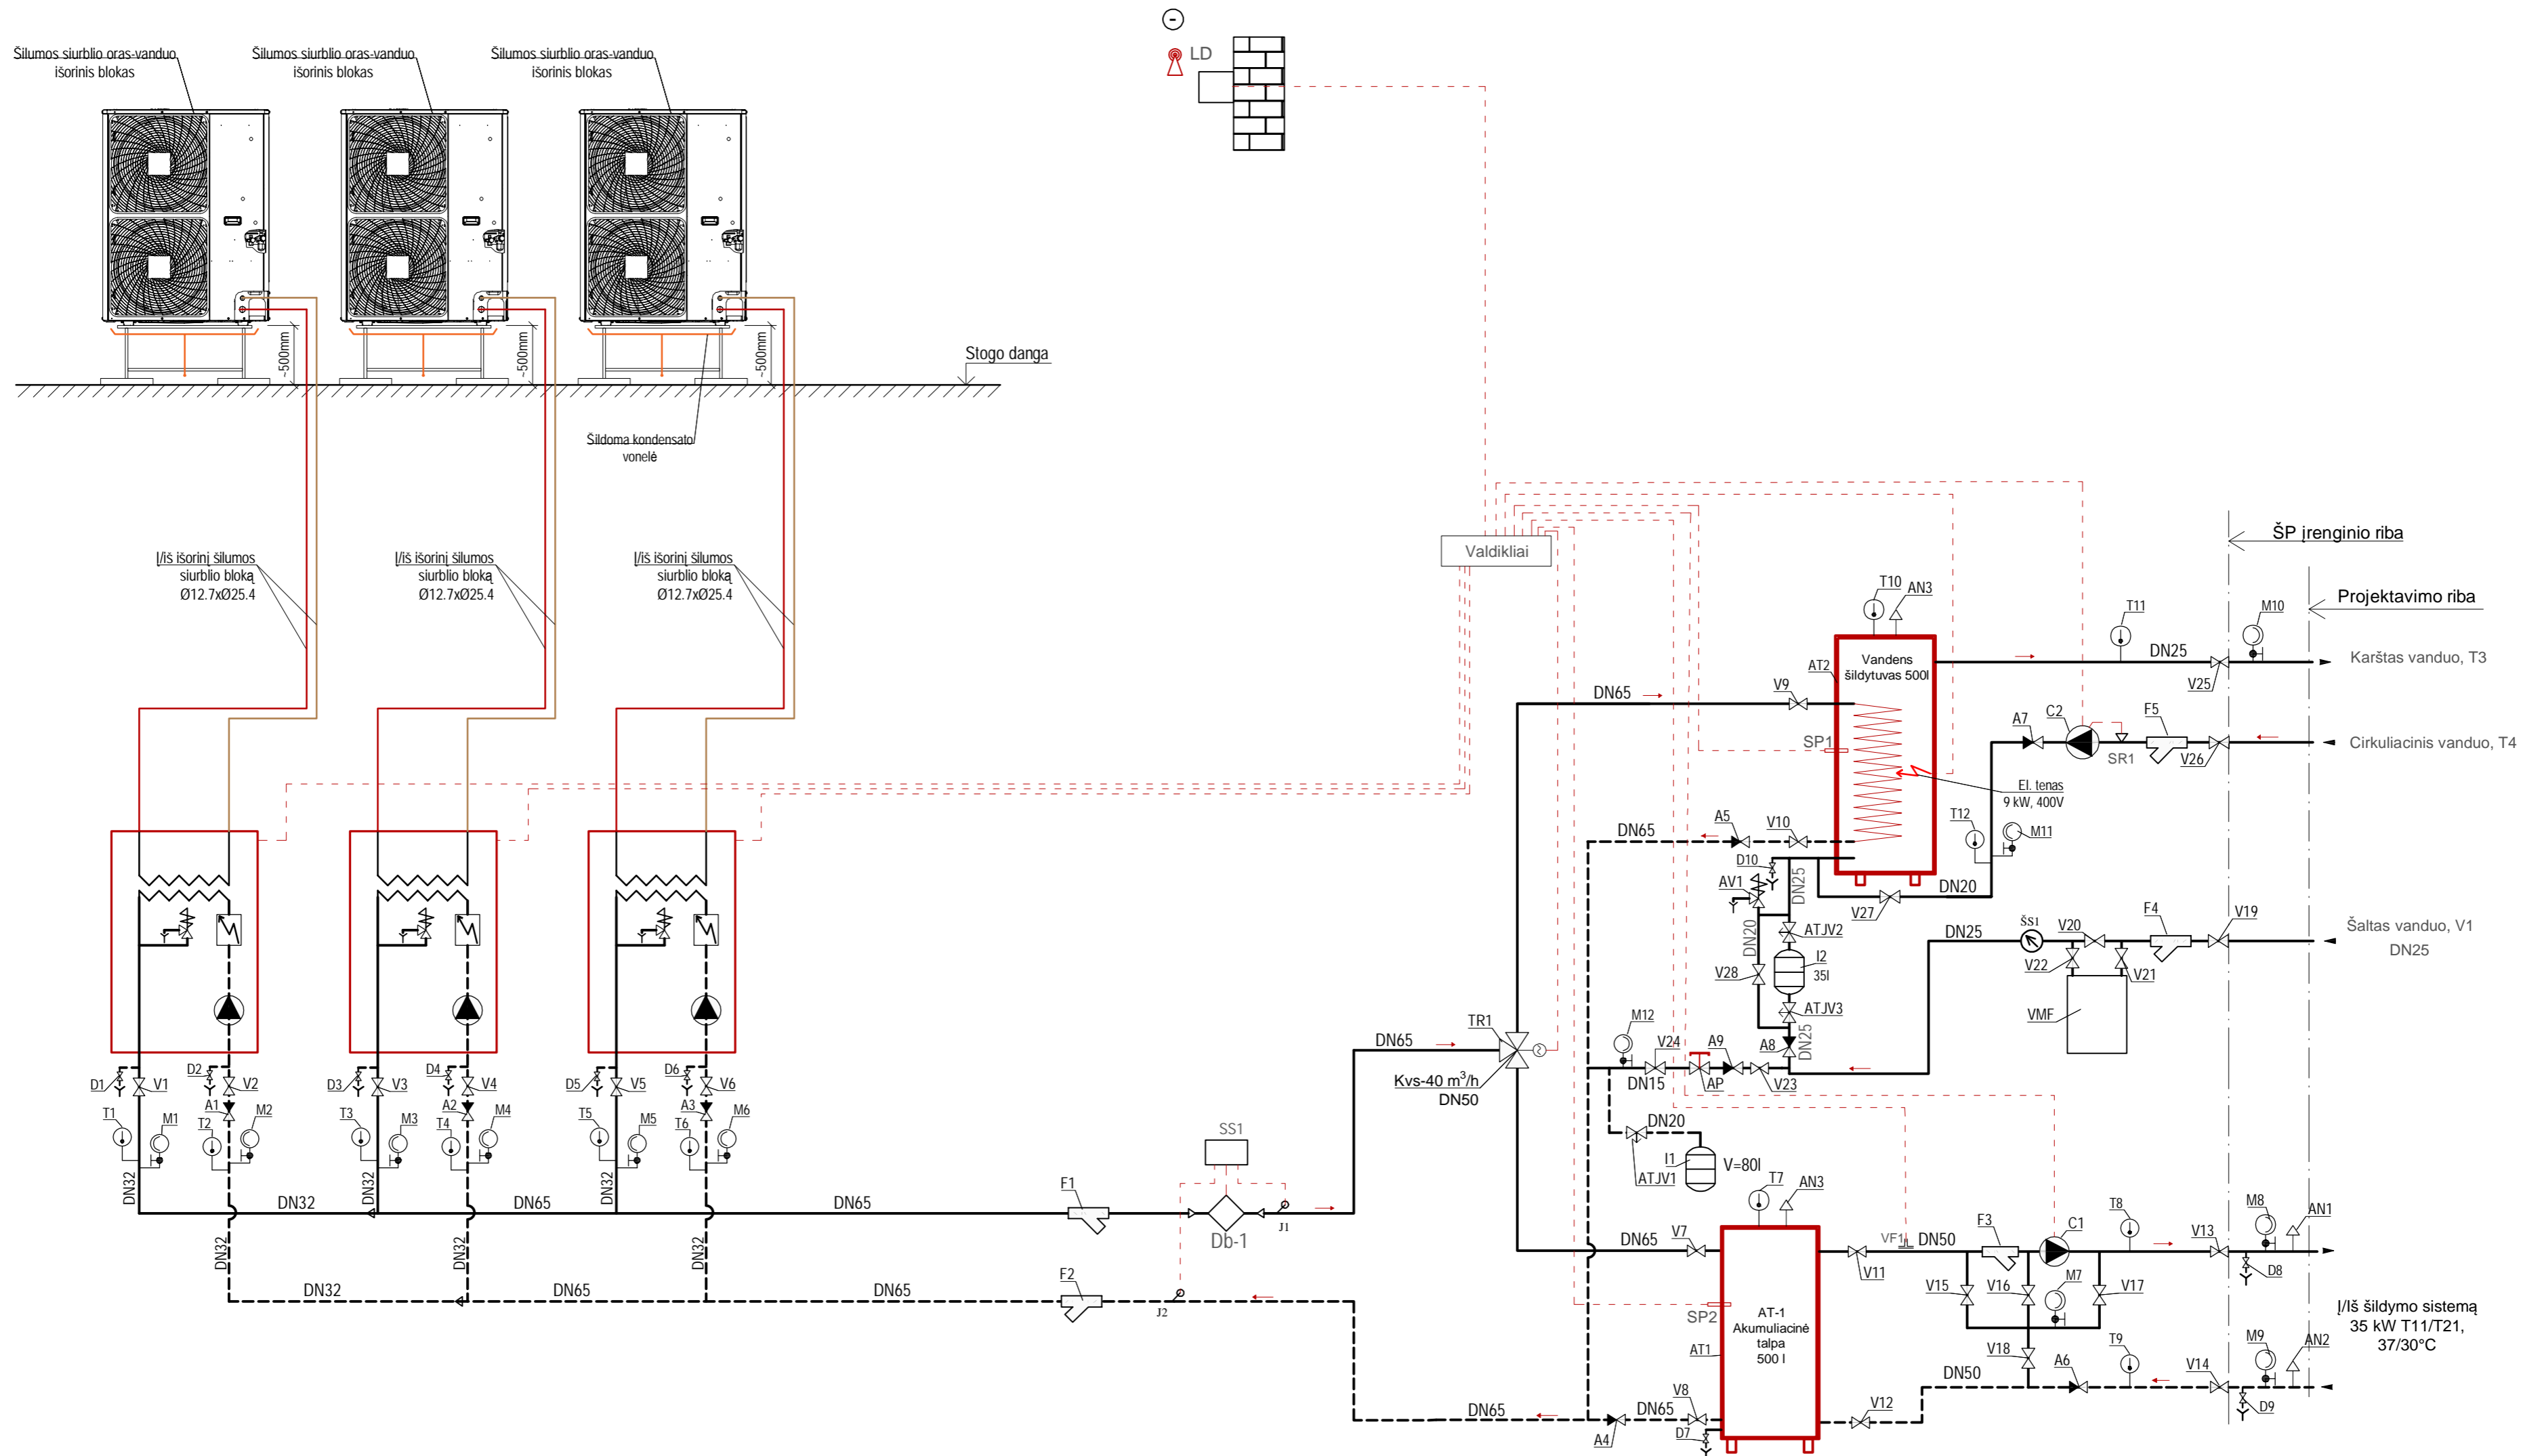 Šilumos siurblio oras-vanduo
išorinis blokas
Šilumos siurblio oras-vanduo
išorinis blokas
Šilumos siurblio oras-vanduo
išorinis blokas
LD
~500mm
~500mm
~500mm
Stogo danga
Šildoma kondensato
vonelė
Į/iš išorinį šilumos
siurblio bloką
Ø12.7xØ25.4
Į/iš išorinį šilumos
siurblio bloką
Ø12.7xØ25.4
Į/iš išorinį šilumos
siurblio bloką
Ø12.7xØ25.4
Valdikliai
ŠP įrenginio riba
Projektavimo riba
T10
AN3
T11
M10
AT2
Vandens
šildytuvas 500l
DN25
Karštas vanduo, T3
V25
DN65
V9
SP1
A7
C2
F5
SR1
V26
Cirkuliacinis vanduo, T4
El. tenas
9 kW, 400V
DN65
A5
V10
T12
M11
D10
AV1
DN25
DN20
V27
DN20
V28
ATJV2
I2
35l
ATJV3
A8
DN25
DN25
ŠS1
V20
F4
V19
V22
V21
VMF
Šaltas vanduo, V1
DN25
M12
V24
A9
DN15
AP
V23
TR1
DN65
Kvs-40 m³/h
DN50
DN20
I1
V=80l
ATJV1
D1
V1
D2
V2
D3
V3
D4
V4
D5
V5
D6
V6
A1
A2
A3
T1
M1
T2
M2
T3
M3
T4
M4
T5
M5
T6
M6
DN32
DN32
DN32
DN32
DN65
DN65
F1
SS1
Db-1
J1
DN32
DN32
DN32
DN32
DN65
DN65
F2
J2
T7
AN3
DN65
V7
V11
VF1
DN50
F3
C1
T8
V13
M8
AN1
D8
V15
V16
M7
V17
SP2
AT-1
Akumuliacinė
talpa
500 l
AT1
V18
T9
A6
V14
M9
AN2
D9
Į/Iš šildymo sistemą
35 kW T11/T21,
37/30°C
DN50
V12
DN65
A4
DN65
V8
D7